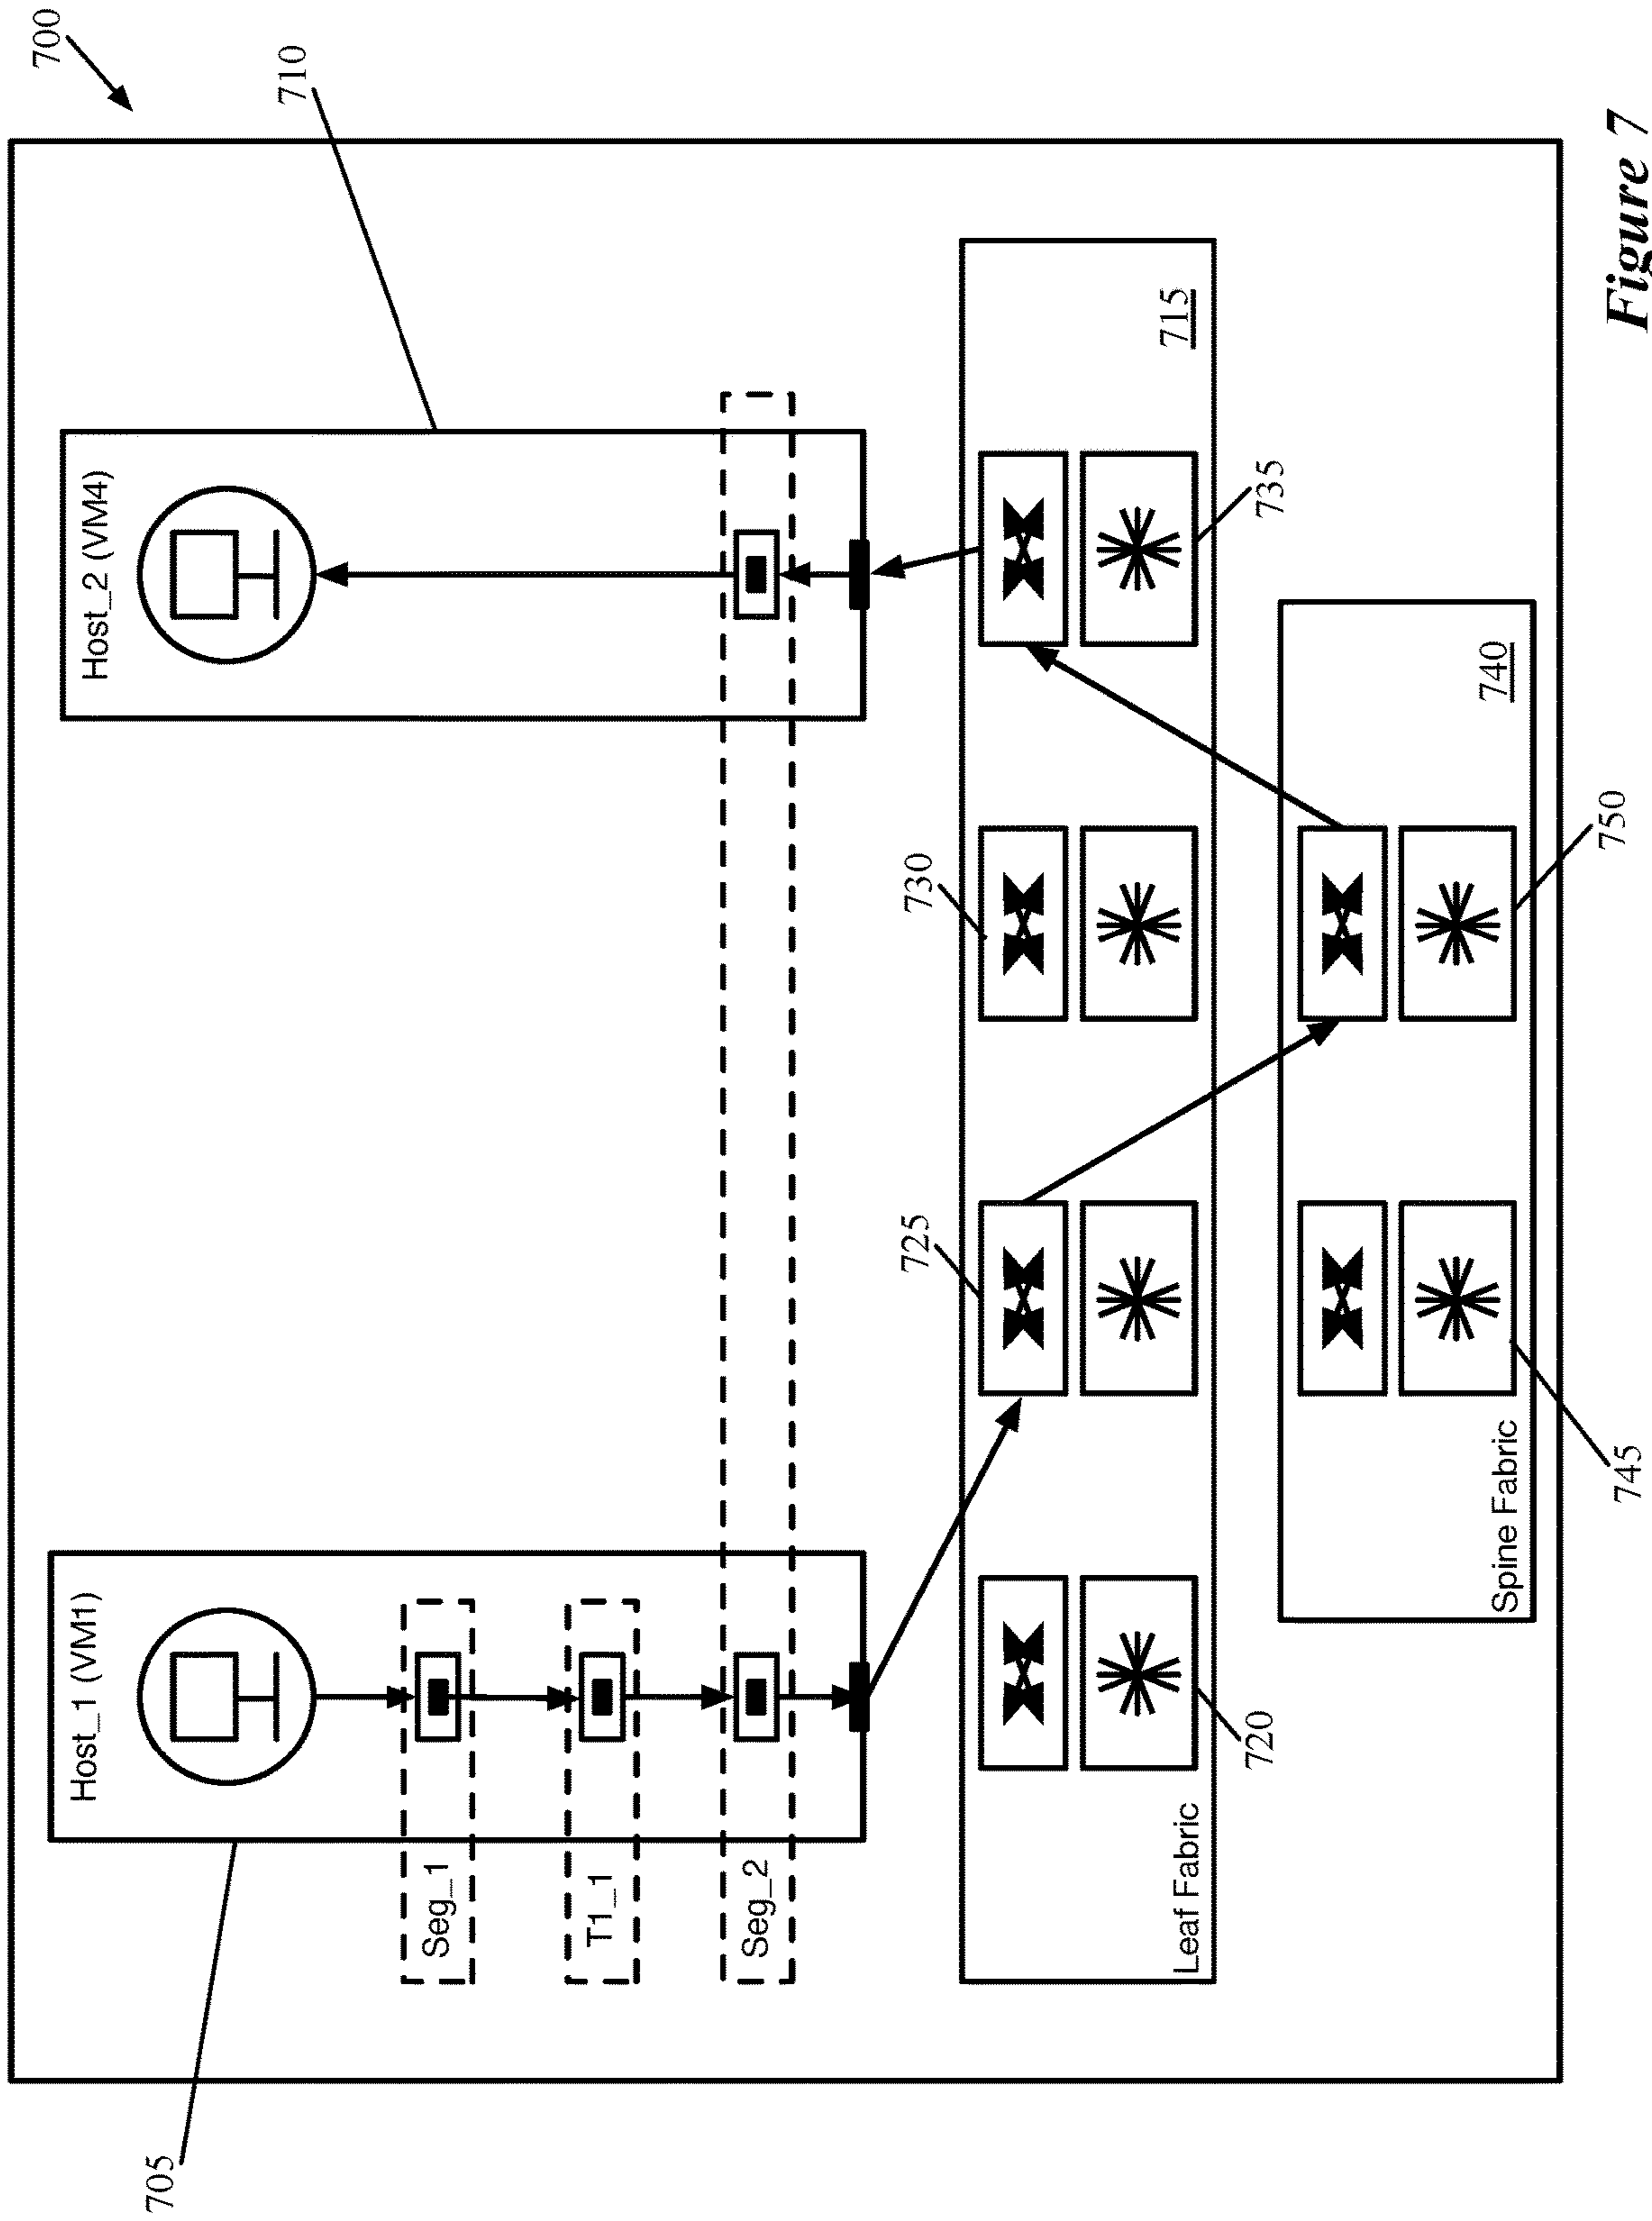 700
705
Host_1 (VM1)
Host_2 (VM4)
710
Seg_1
T1_1
Seg_2
725
730
Leaf Fabric
715
720
735
Spine Fabric
740
745
750
Figure 7